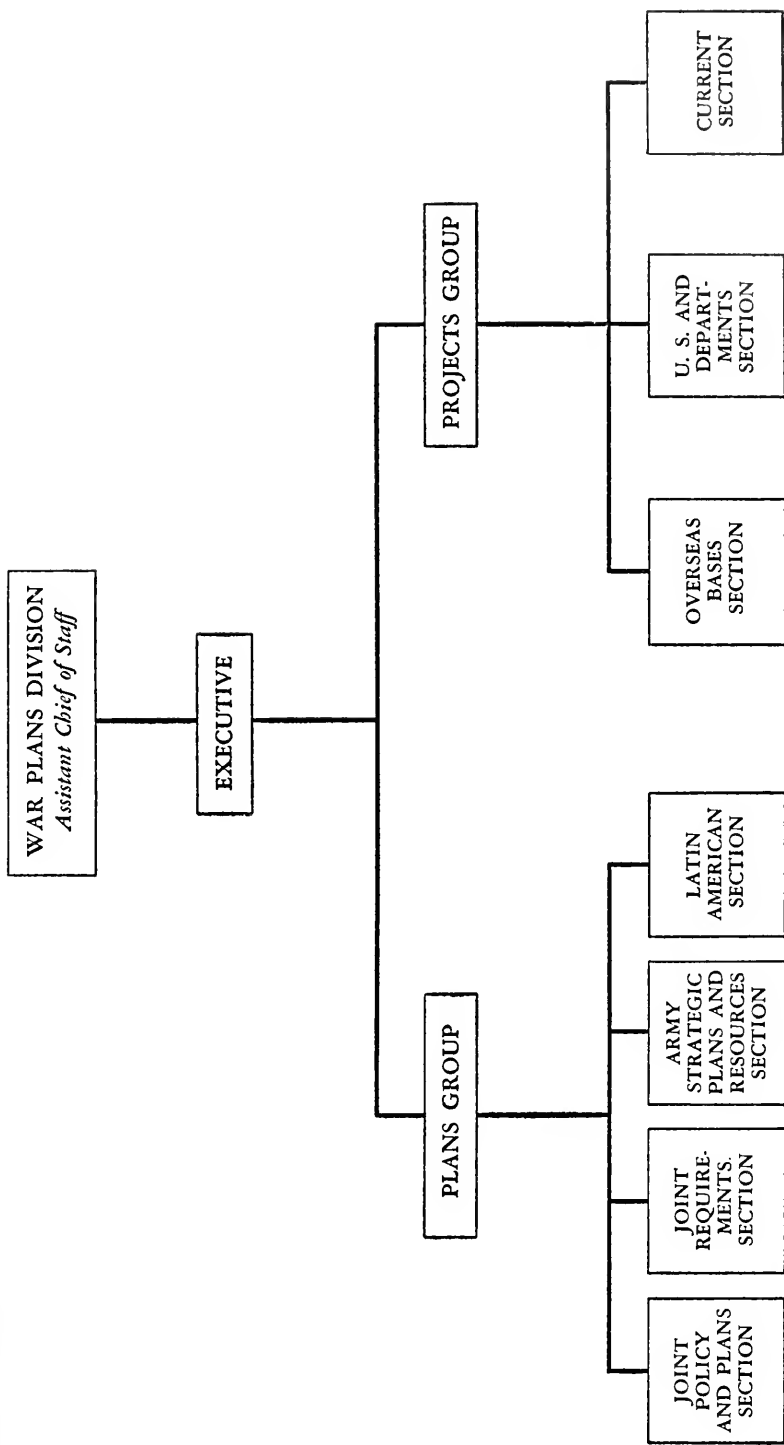 WAR PLANS DIVISION
Assistant Chief of Staff
EXECUTIVE
PLANS GROUP
PROJECTS GROUP
JOINT
POLICY
AND PLANS
SECTION
JOINT
REQUIRE-
MENTS.
SECTION
ARMY
STRATEGIC
PLANS AND
RESOURCES
SECTION
LATIN
AMERICAN
SECTION
OVERSEAS
BASES
SECTION
U. S. AND
DEPART-
MENTS
SECTION
CURRENT
SECTION